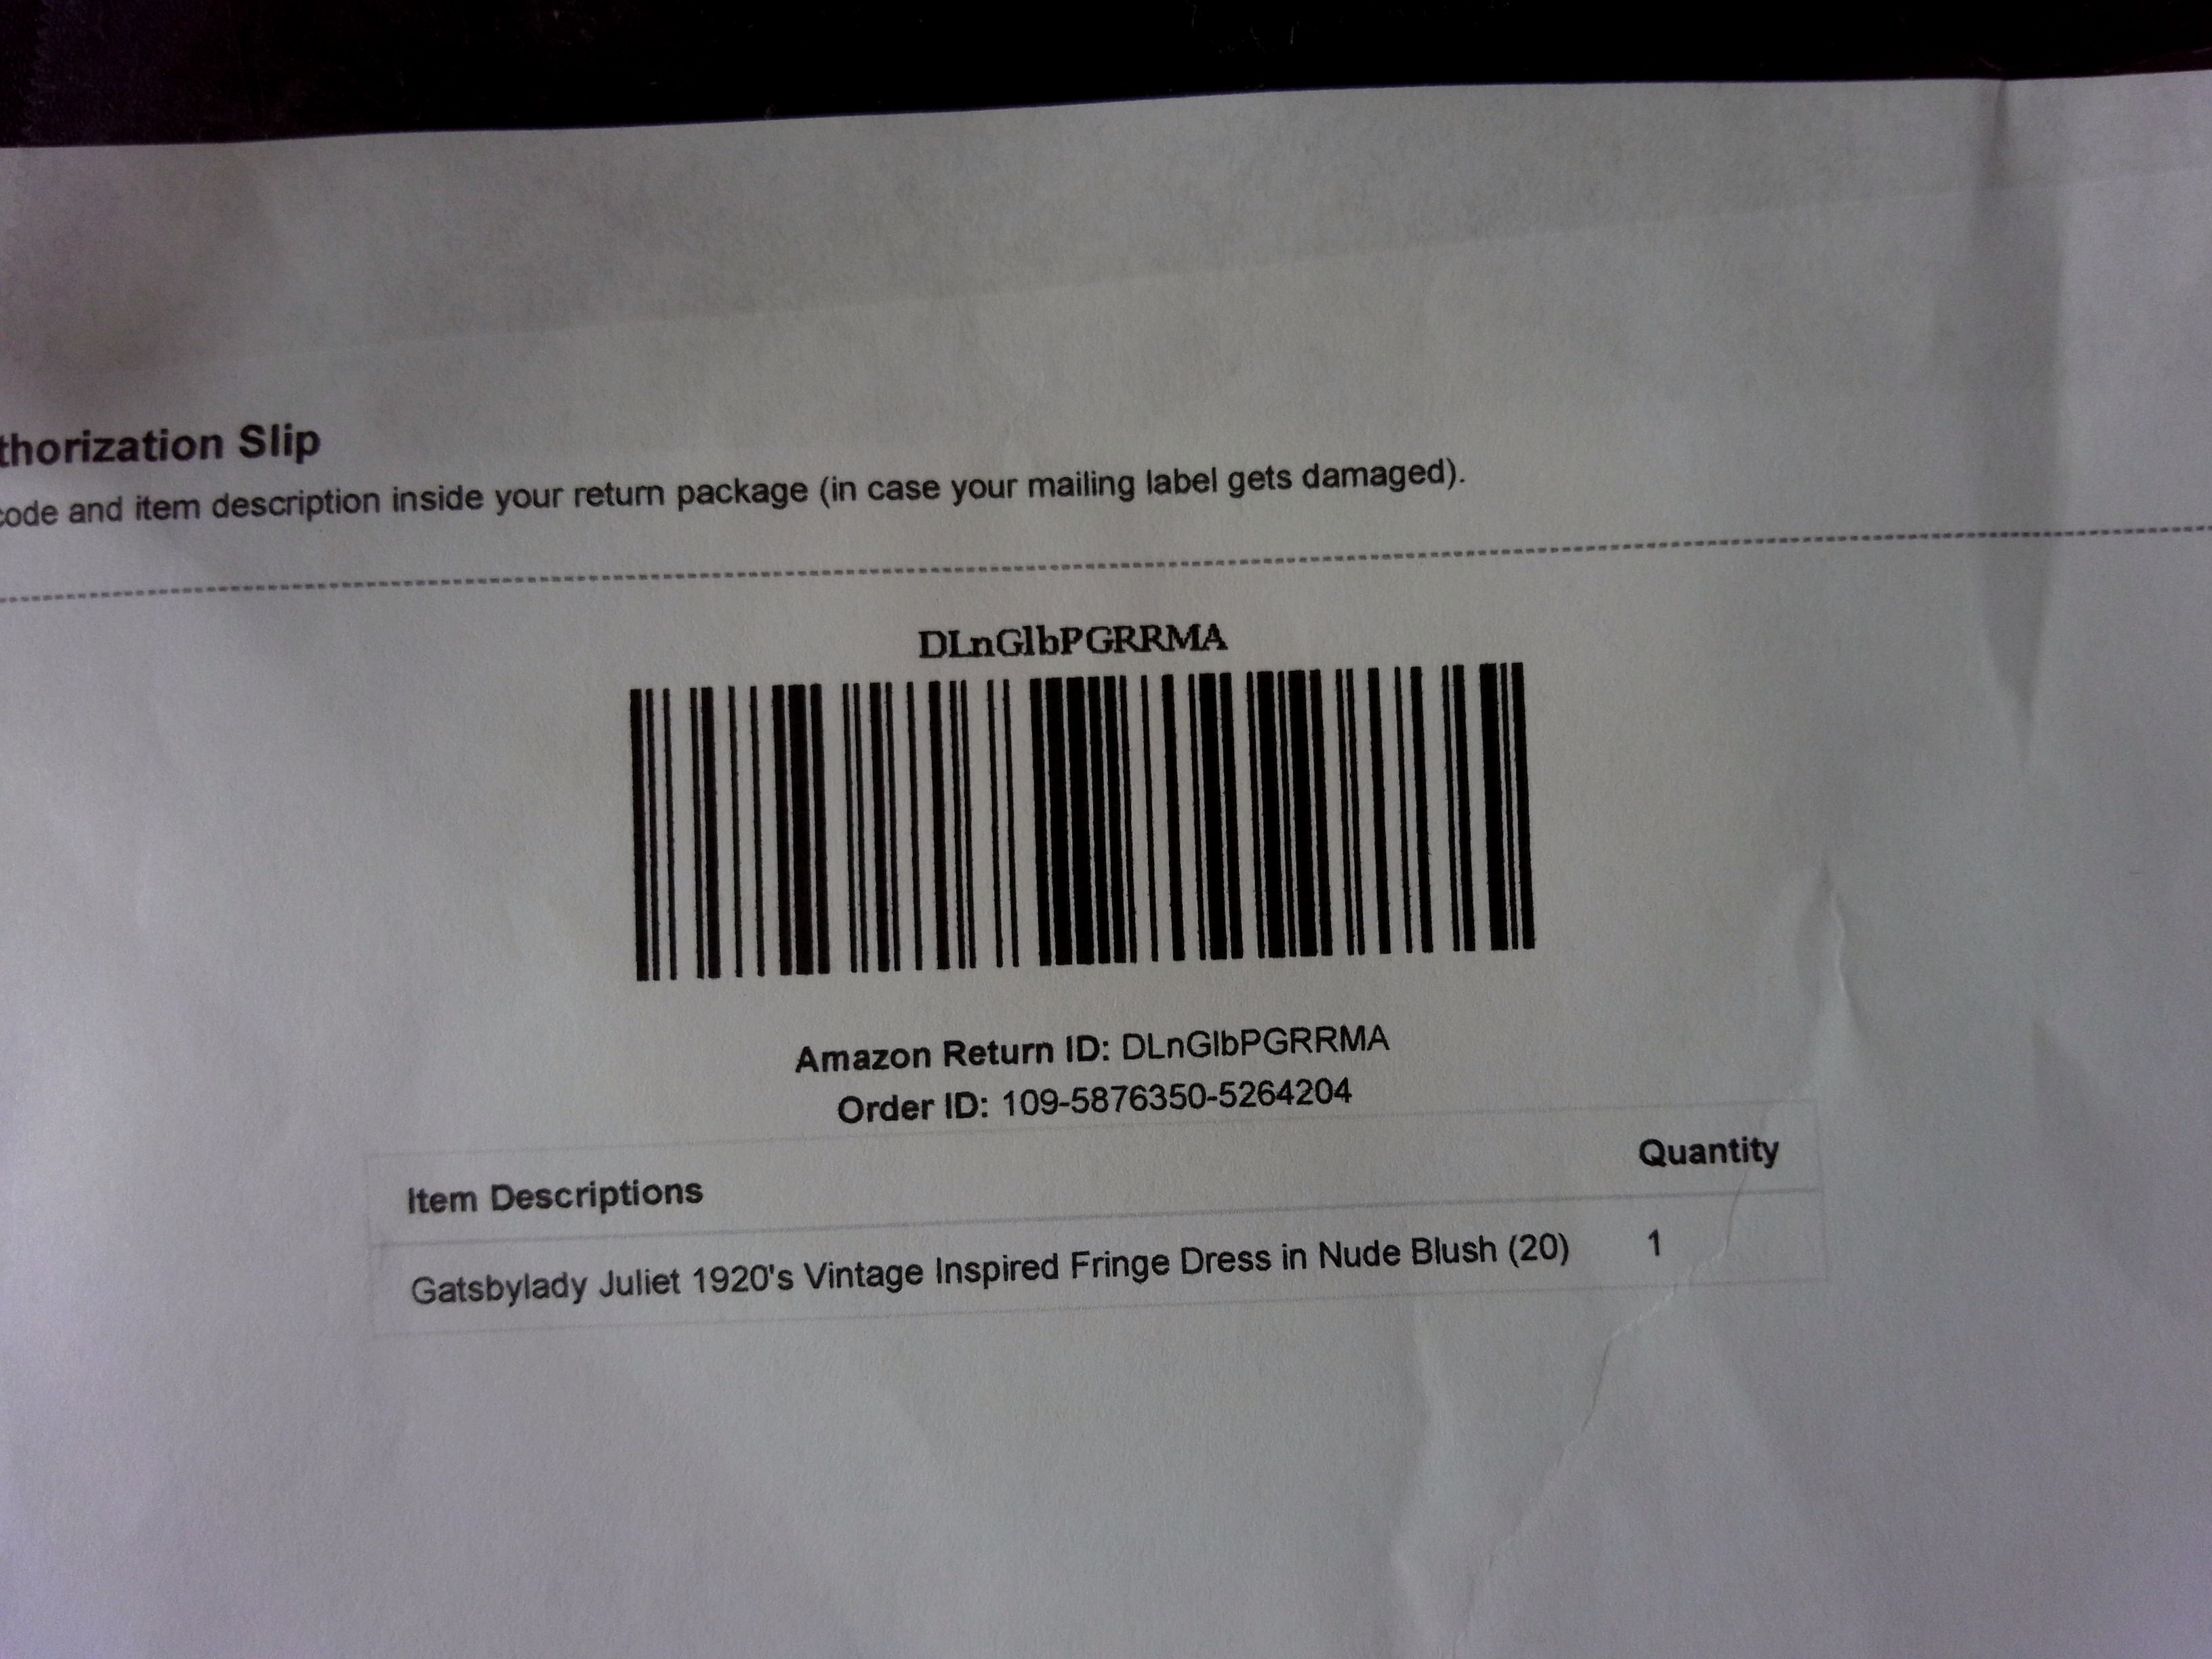 thorization Slip
code and item description inside your return package (in case your mailing label gets damaged).
DLnGlbPGRRMA
Amazon Return ID: DLnGlbPGRRMA
Order ID: 109-5876350-5264204
Item Descriptions Quantity
Gatsbylady Juliet 1920's Vintage Inspired Fringe Dress in Nude Blush (20) 1